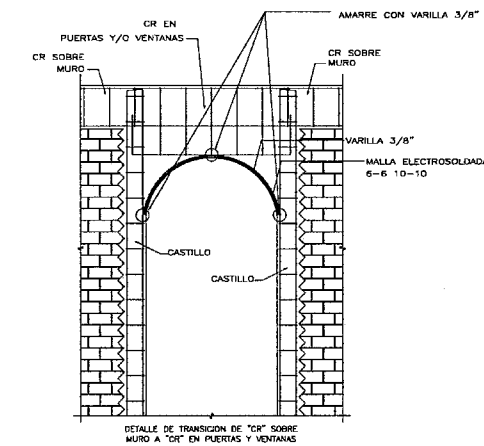 AMARRE CON VARILLA 3/8"
CR EN
PUERTAS Y/O VENTANAS
CR SOBRE
MURO
CR SOBRE
MURO
VARILLA 3/8"
MALLA ELECTROSOLDADA
6-6 10-10
CASTILLO
CASTILLO
DETALLE DE TRANSICION DE "CR" SOBRE
MURO A "CR" EN PUERTAS Y VENTANAS